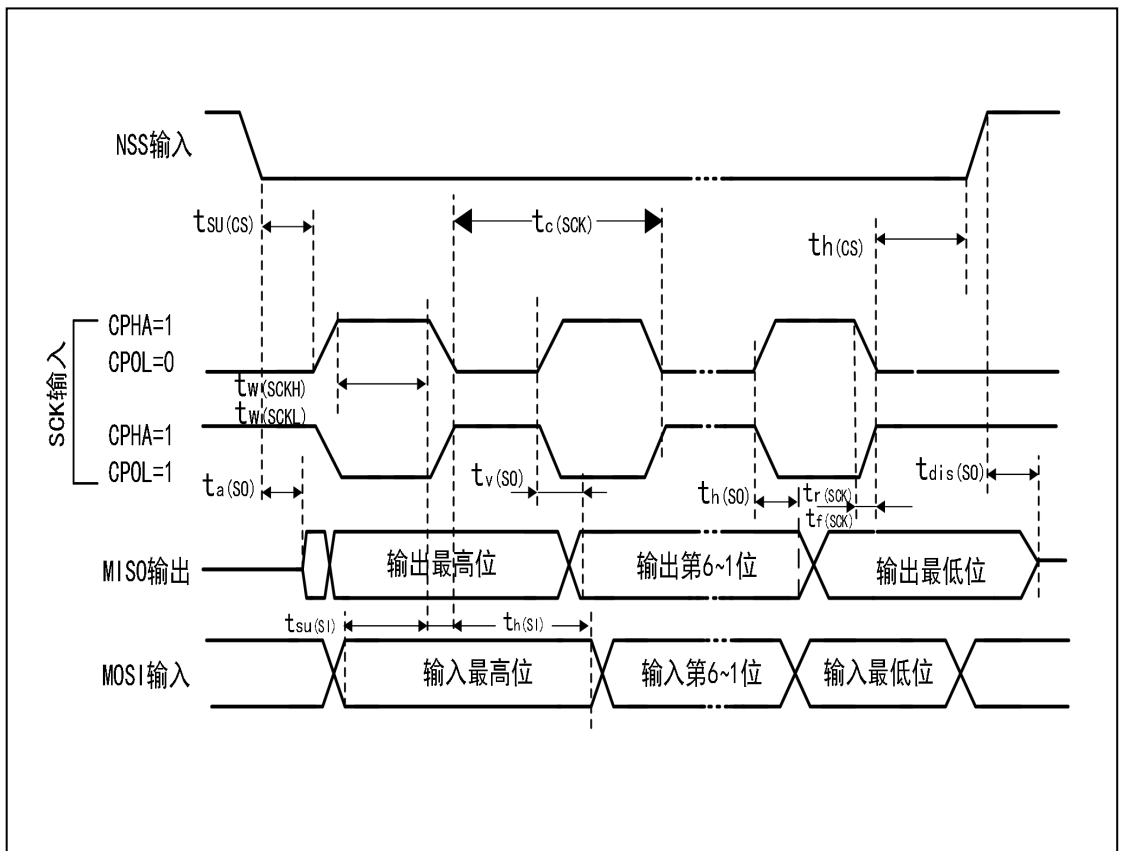 NSS输入
tSU(CS)
tc(SCK)
th(CS)
SCK输入
CPHA=1
CPOL=0
tW(SCKH)
tW(SCKL)
CPHA=1
CPOL=1
ta(SO)
tv(SO)
th(SO)
tr(SCK)
tf(SCK)
tdis(SO)
MISO输出
输出最高位
输出第6~1位
输出最低位
tsu(SI)
th(SI)
MOSI输入
输入最高位
输入第6~1位
输入最低位